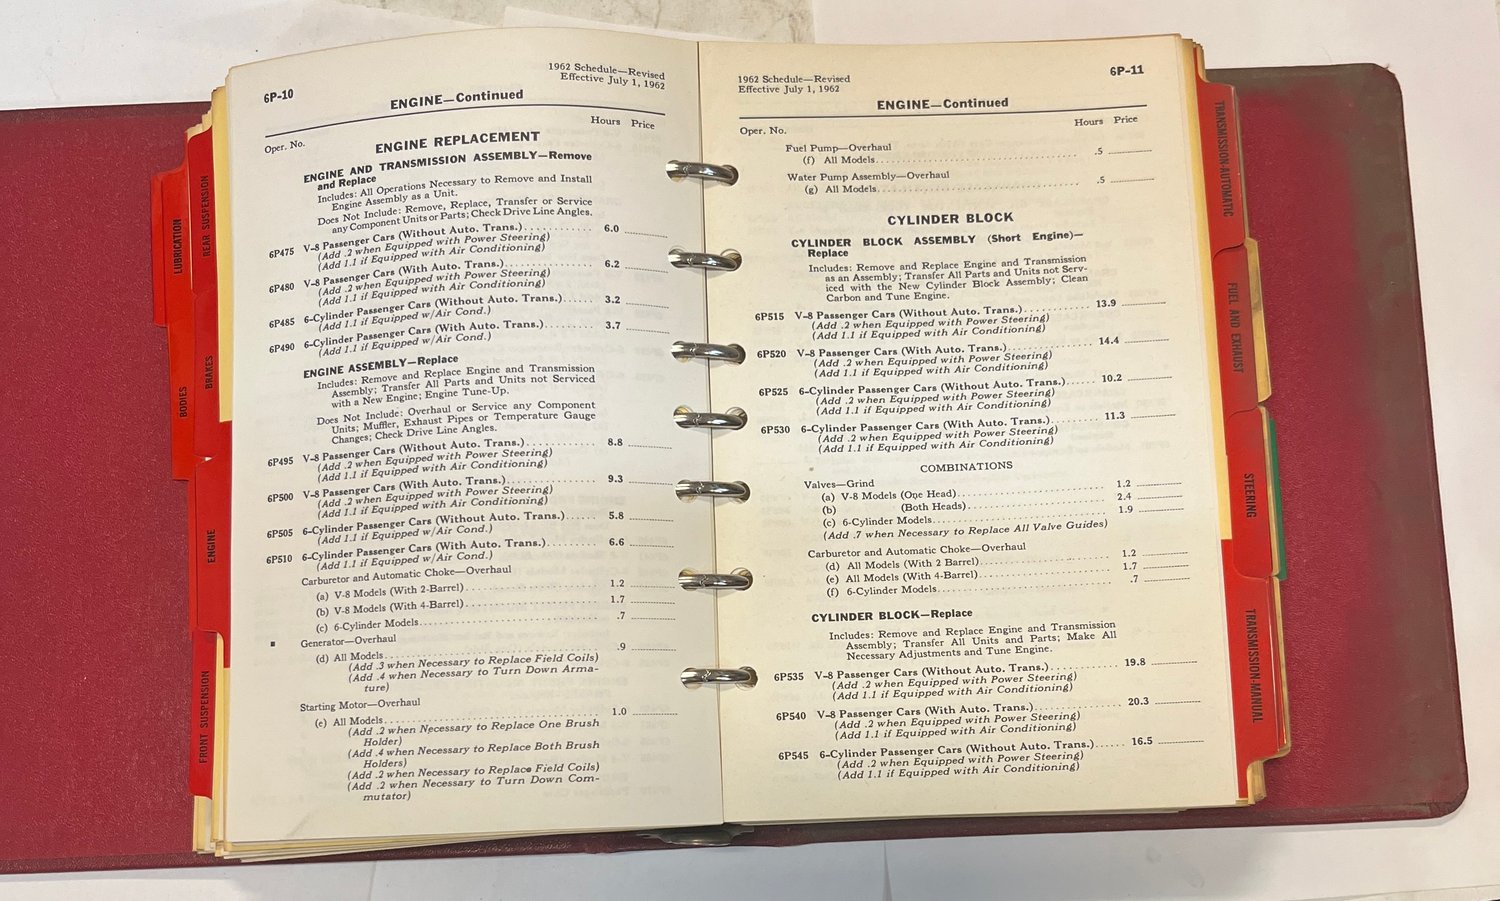 LUBRICATION
REAR SUSPENSION
BODIES
BRAKES
ENGINE
FRONT SUSPENSION
6P-10
1962 Schedule—Revised
Effective July 1, 1962
ENGINE—Continued
Oper. No.
Hours Price
ENGINE REPLACEMENT
ENGINE AND TRANSMISSION ASSEMBLY—Remove
and Replace
Includes: All Operations Necessary to Remove and Install
Engine Assembly as a Unit.
Does Not Include: Remove, Replace, Transfer or Service
any Component Units or Parts; Check Drive Line Angles.
6P475 V-8 Passenger Cars (Without Auto. Trans.)............ 6.0
(Add .2 when Equipped with Power Steering)
(Add 1.1 if Equipped with Air Conditioning)
6P480 V-8 Passenger Cars (With Auto. Trans.)............ 6.2
(Add .2 when Equipped with Power Steering)
(Add 1.1 if Equipped with Air Conditioning)
6P485 6-Cylinder Passenger Cars (Without Auto. Trans.)...... 3.2
(Add 1.1 if Equipped w/Air Cond.)
6P490 6-Cylinder Passenger Cars (With Auto. Trans.)......... 3.7
(Add 1.1 if Equipped w/Air Cond.)
ENGINE ASSEMBLY—Replace
Includes: Remove and Replace Engine and Transmission
Assembly; Transfer All Parts and Units not Serviced
with a New Engine; Engine Tune-Up.
Does Not Include: Overhaul or Service any Component
Units; Muffler, Exhaust Pipes or Temperature Gauge
Changes; Check Drive Line Angles.
6P495 V-8 Passenger Cars (Without Auto. Trans.)............ 8.8
(Add .2 when Equipped with Power Steering)
(Add 1.1 if Equipped with Air Conditioning)
6P500 V-8 Passenger Cars (With Auto. Trans.)............ 9.3
(Add .2 when Equipped with Power Steering)
(Add 1.1 if Equipped with Air Conditioning)
6P505 6-Cylinder Passenger Cars (Without Auto. Trans.)...... 5.8
(Add 1.1 if Equipped w/Air Cond.)
6P510 6-Cylinder Passenger Cars (With Auto. Trans.)......... 6.6
(Add 1.1 if Equipped w/Air Cond.)
Carburetor and Automatic Choke—Overhaul
(a) V-8 Models (With 2-Barrel)............ 1.2
(b) V-8 Models (With 4-Barrel)............ 1.7
(c) 6-Cylinder Models............ .7
Generator—Overhaul
(d) All Models............ .9
(Add .3 when Necessary to Replace Field Coils)
(Add .4 when Necessary to Turn Down Arma-
ture)
Starting Motor—Overhaul
(e) All Models............ 1.0
(Add .2 when Necessary to Replace One Brush
Holder)
(Add .4 when Necessary to Replace Both Brush
Holders)
(Add .2 when Necessary to Replace Field Coils)
(Add .2 when Necessary to Turn Down Com-
mutator)
1962 Schedule—Revised
Effective July 1, 1962
6P-11
ENGINE—Continued
Oper. No.
Hours Price
Fuel Pump—Overhaul
(f) All Models............ .5
Water Pump Assembly—Overhaul
(g) All Models............ .5
CYLINDER BLOCK
CYLINDER BLOCK ASSEMBLY (Short Engine)—
Replace
Includes: Remove and Replace Engine and Transmission
as an Assembly; Transfer All Parts and Units not Serv-
iced with the New Cylinder Block Assembly; Clean
Carbon and Tune Engine.
6P515 V-8 Passenger Cars (Without Auto. Trans.)............ 13.9
(Add .2 when Equipped with Power Steering)
(Add 1.1 if Equipped with Air Conditioning)
6P520 V-8 Passenger Cars (With Auto. Trans.)............ 14.4
(Add .2 when Equipped with Power Steering)
(Add 1.1 if Equipped with Air Conditioning)
6P525 6-Cylinder Passenger Cars (Without Auto. Trans.)...... 10.2
(Add .2 when Equipped with Power Steering)
(Add 1.1 if Equipped with Air Conditioning)
6P530 6-Cylinder Passenger Cars (With Auto. Trans.)......... 11.3
(Add .2 when Equipped with Power Steering)
(Add 1.1 if Equipped with Air Conditioning)
COMBINATIONS
Valves—Grind
(a) V-8 Models (One Head)............ 1.2
(b) (Both Heads)............ 2.4
(c) 6-Cylinder Models............ 1.9
(Add .7 when Necessary to Replace All Valve Guides)
Carburetor and Automatic Choke—Overhaul
(d) All Models (With 2 Barrel)............ 1.2
(e) All Models (With 4-Barrel)............ 1.7
(f) 6-Cylinder Models............ .7
CYLINDER BLOCK—Replace
Includes: Remove and Replace Engine and Transmission
Assembly; Transfer All Units and Parts; Make All
Necessary Adjustments and Tune Engine.
6P535 V-8 Passenger Cars (Without Auto. Trans.)............ 19.8
(Add .2 when Equipped with Power Steering)
(Add 1.1 if Equipped with Air Conditioning)
6P540 V-8 Passenger Cars (With Auto. Trans.)............ 20.3
(Add .2 when Equipped with Power Steering)
(Add 1.1 if Equipped with Air Conditioning)
6P545 6-Cylinder Passenger Cars (Without Auto. Trans.)...... 16.5
(Add .2 when Equipped with Power Steering)
(Add 1.1 if Equipped with Air Conditioning)
TRANSMISSION-AUTOMATIC
FUEL AND EXHAUST
STEERING
TRANSMISSION-MANUAL